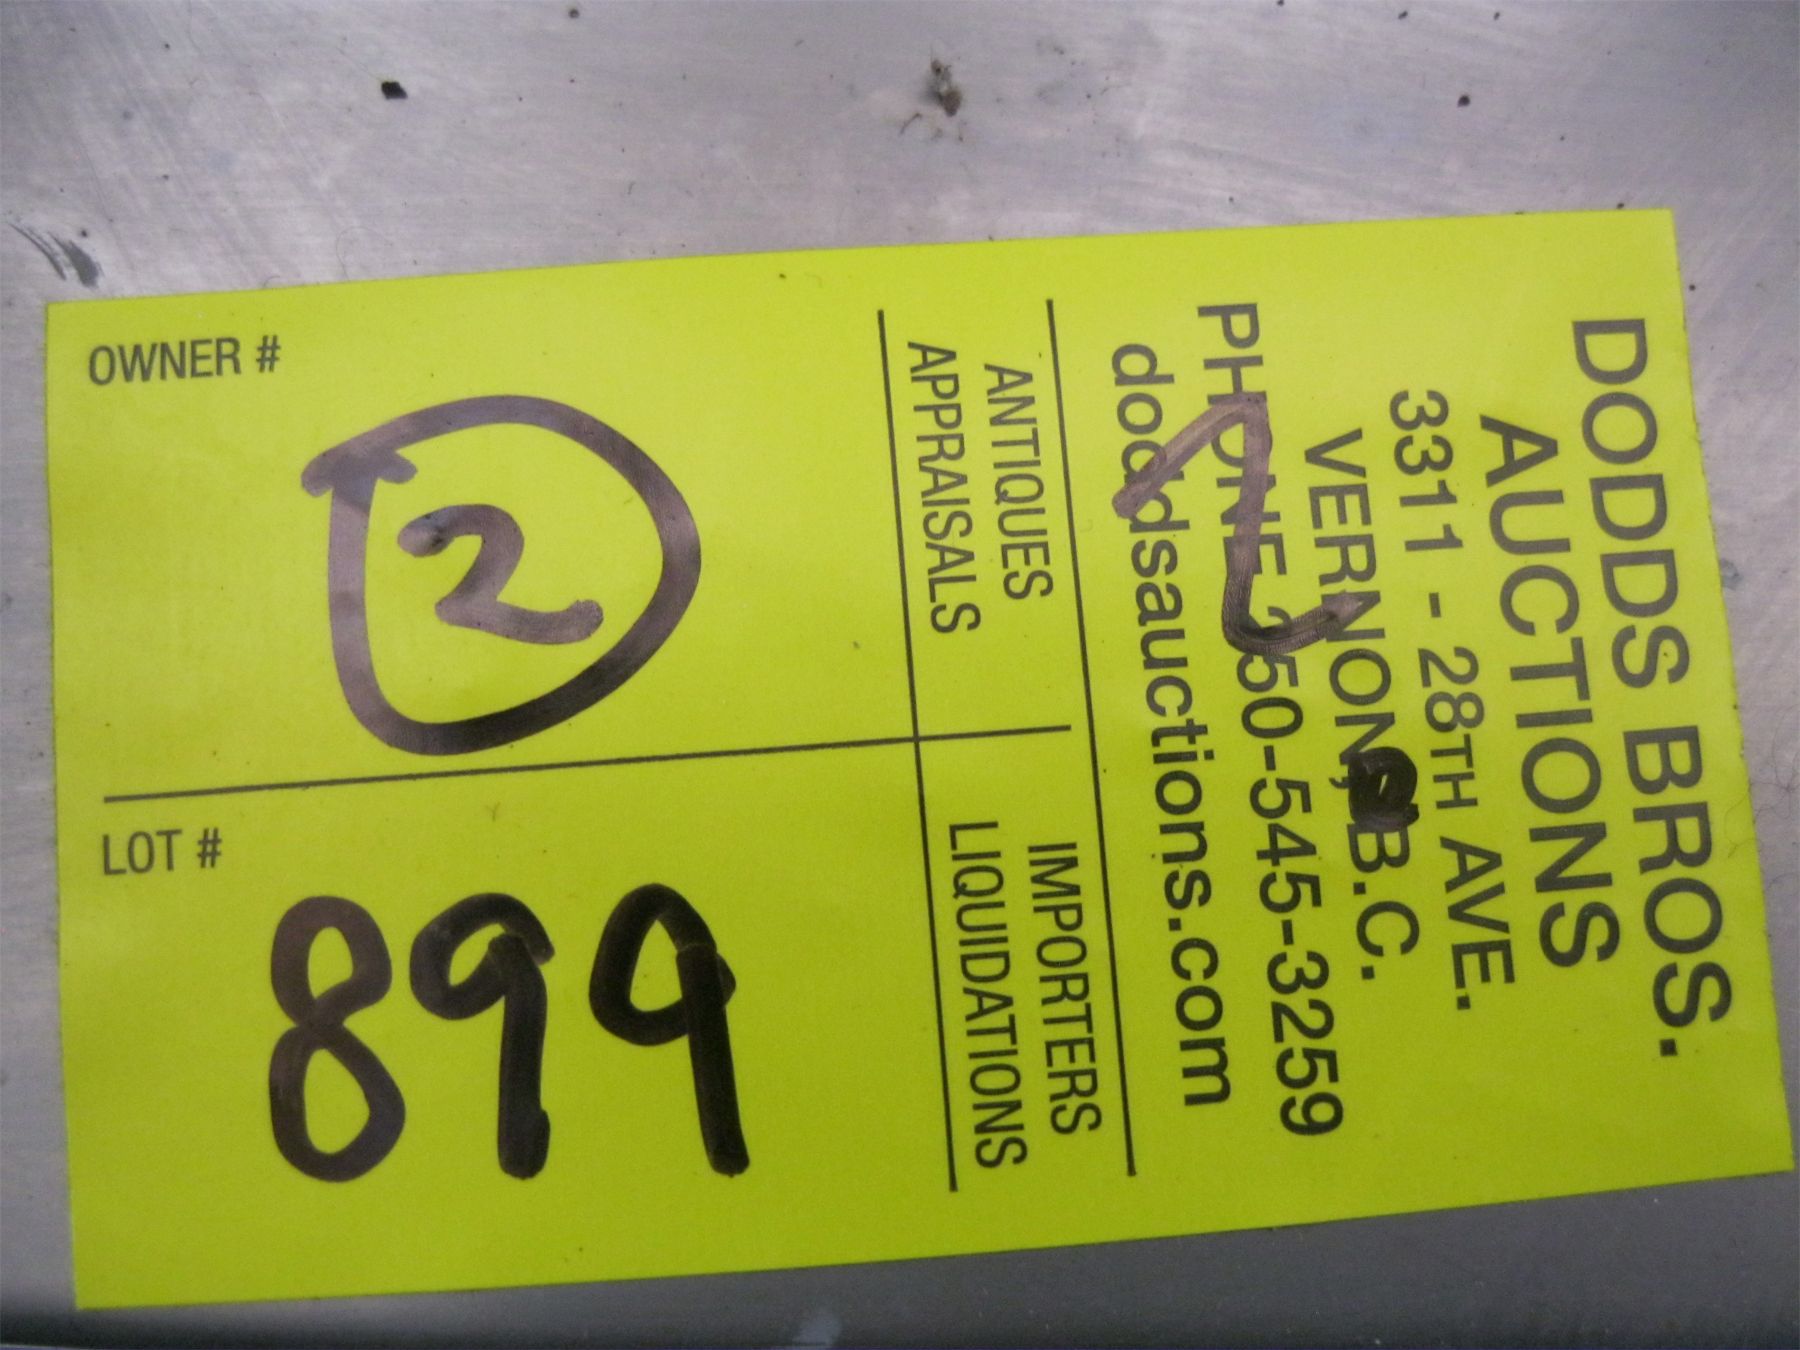 DODDS BROS.
AUCTIONS
3311 - 28TH AVE.
VERNON, B.C.
PHONE 250-545-3259
doddsauctions.com
ANTIQUES
APPRAISALS
IMPORTERS
LIQUIDATIONS
OWNER #
2
LOT #
899